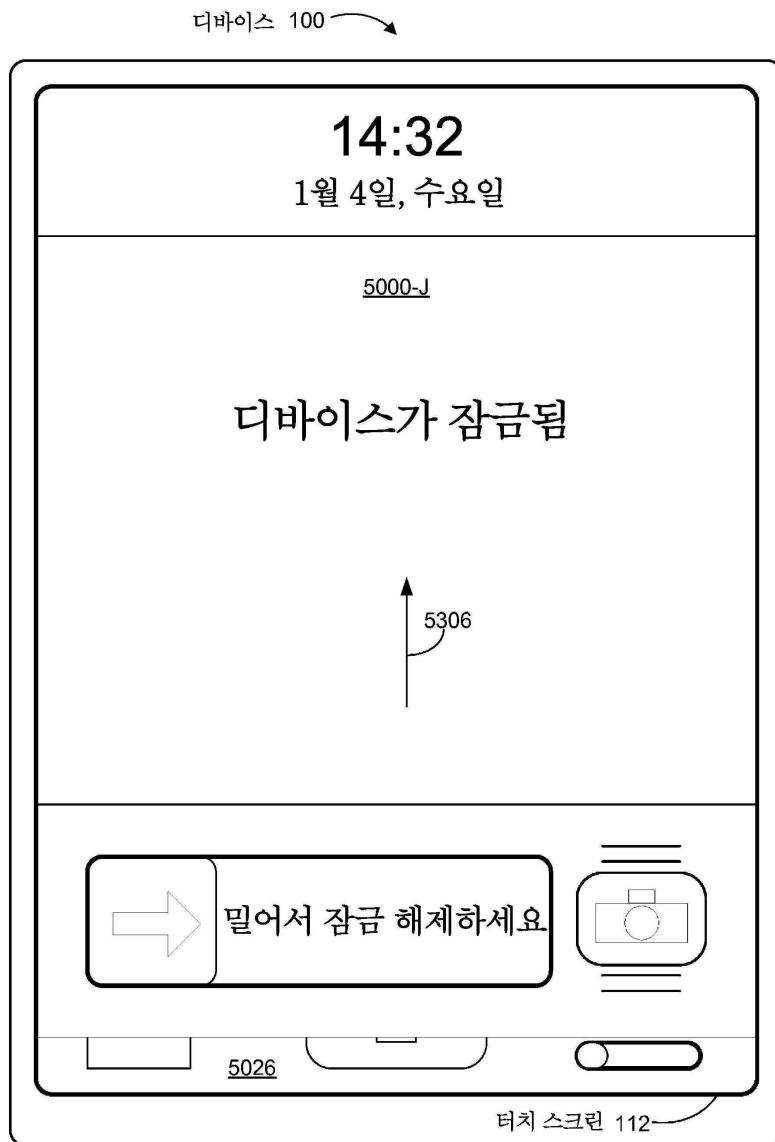 디바이스 100
14:32
1월 4일, 수요일
5000-J
디바이스가 잠금됨
5306
밀어서 잠금 해제하세요
5026
터치 스크린 112